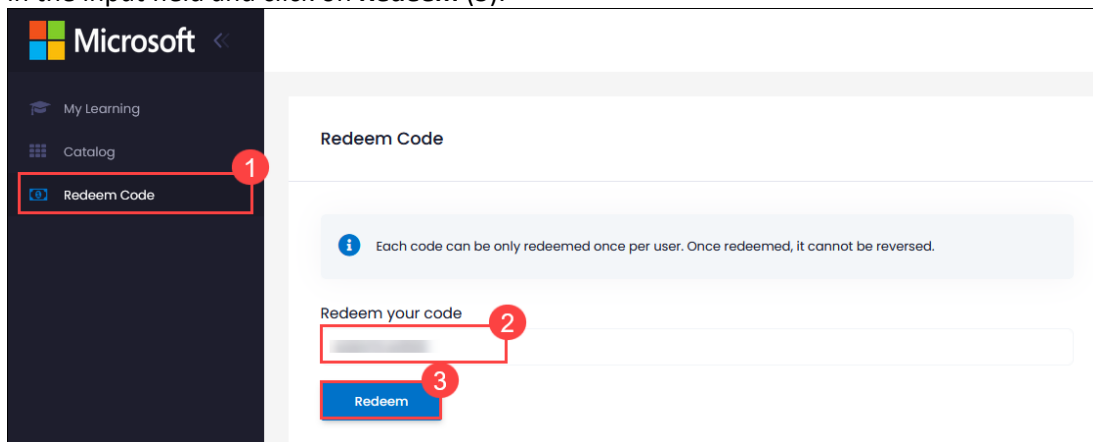 in the input field and click on Redeem (3).
Microsoft
My Learning
Catalog
1
Redeem Code
Redeem Code
Each code can be only redeemed once per user. Once redeemed, it cannot be reversed.
Redeem your code
2
3
Redeem